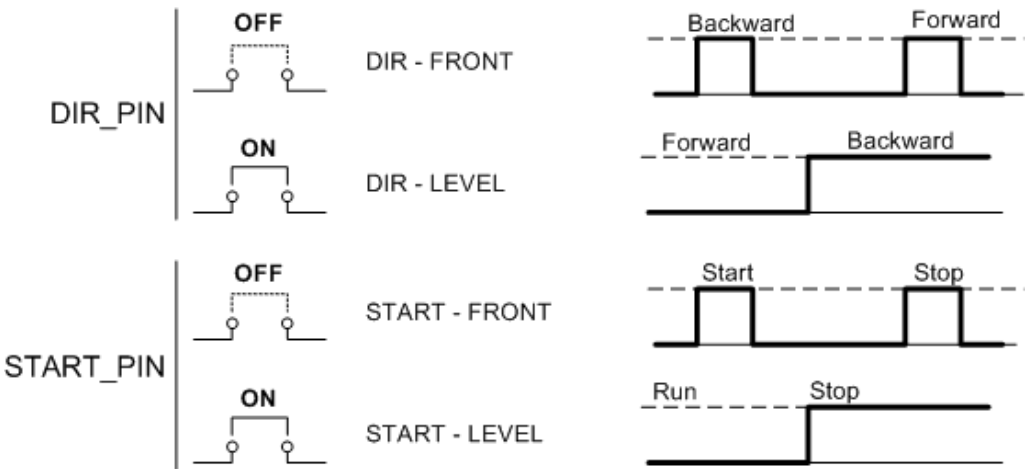 OFF
DIR - FRONT
Backward
Forward
DIR_PIN
ON
DIR - LEVEL
Forward
Backward
OFF
START - FRONT
Start
Stop
START_PIN
ON
START - LEVEL
Run
Stop